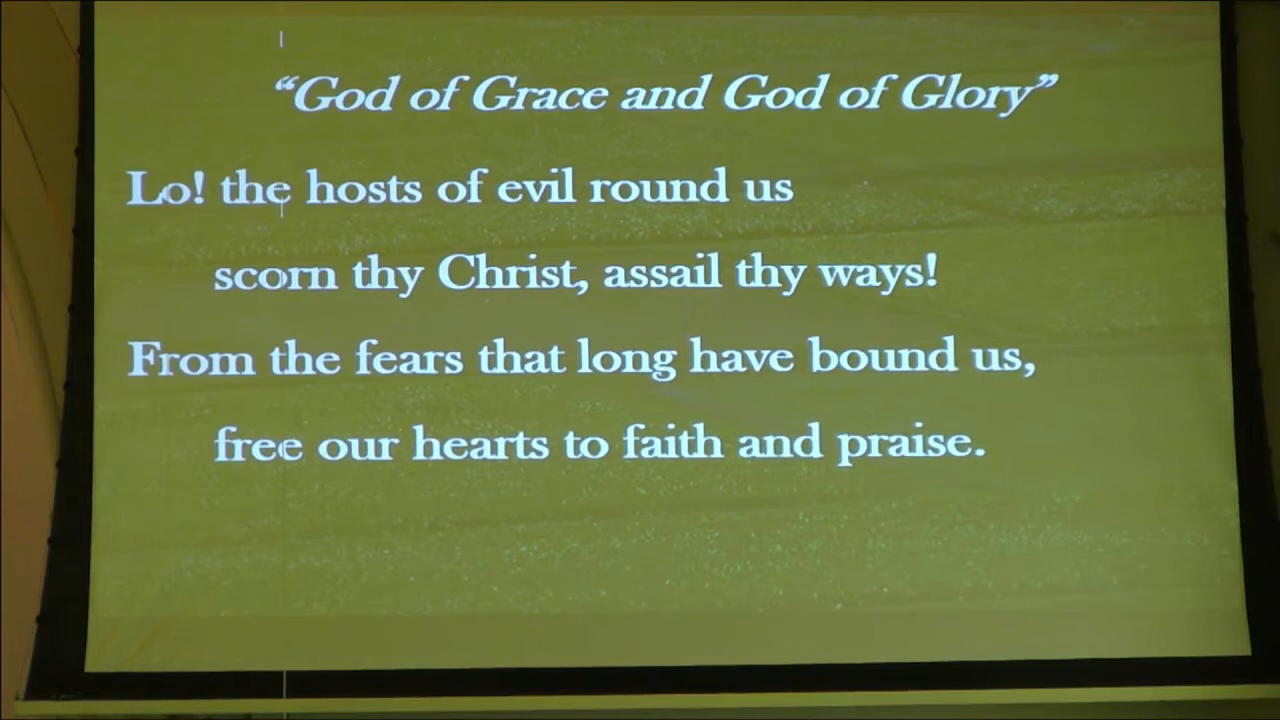 “God of Grace and God of Glory”
Lo! the hosts of evil round us
scorn thy Christ, assail thy ways!
From the fears that long have bound us,
free our hearts to faith and praise.